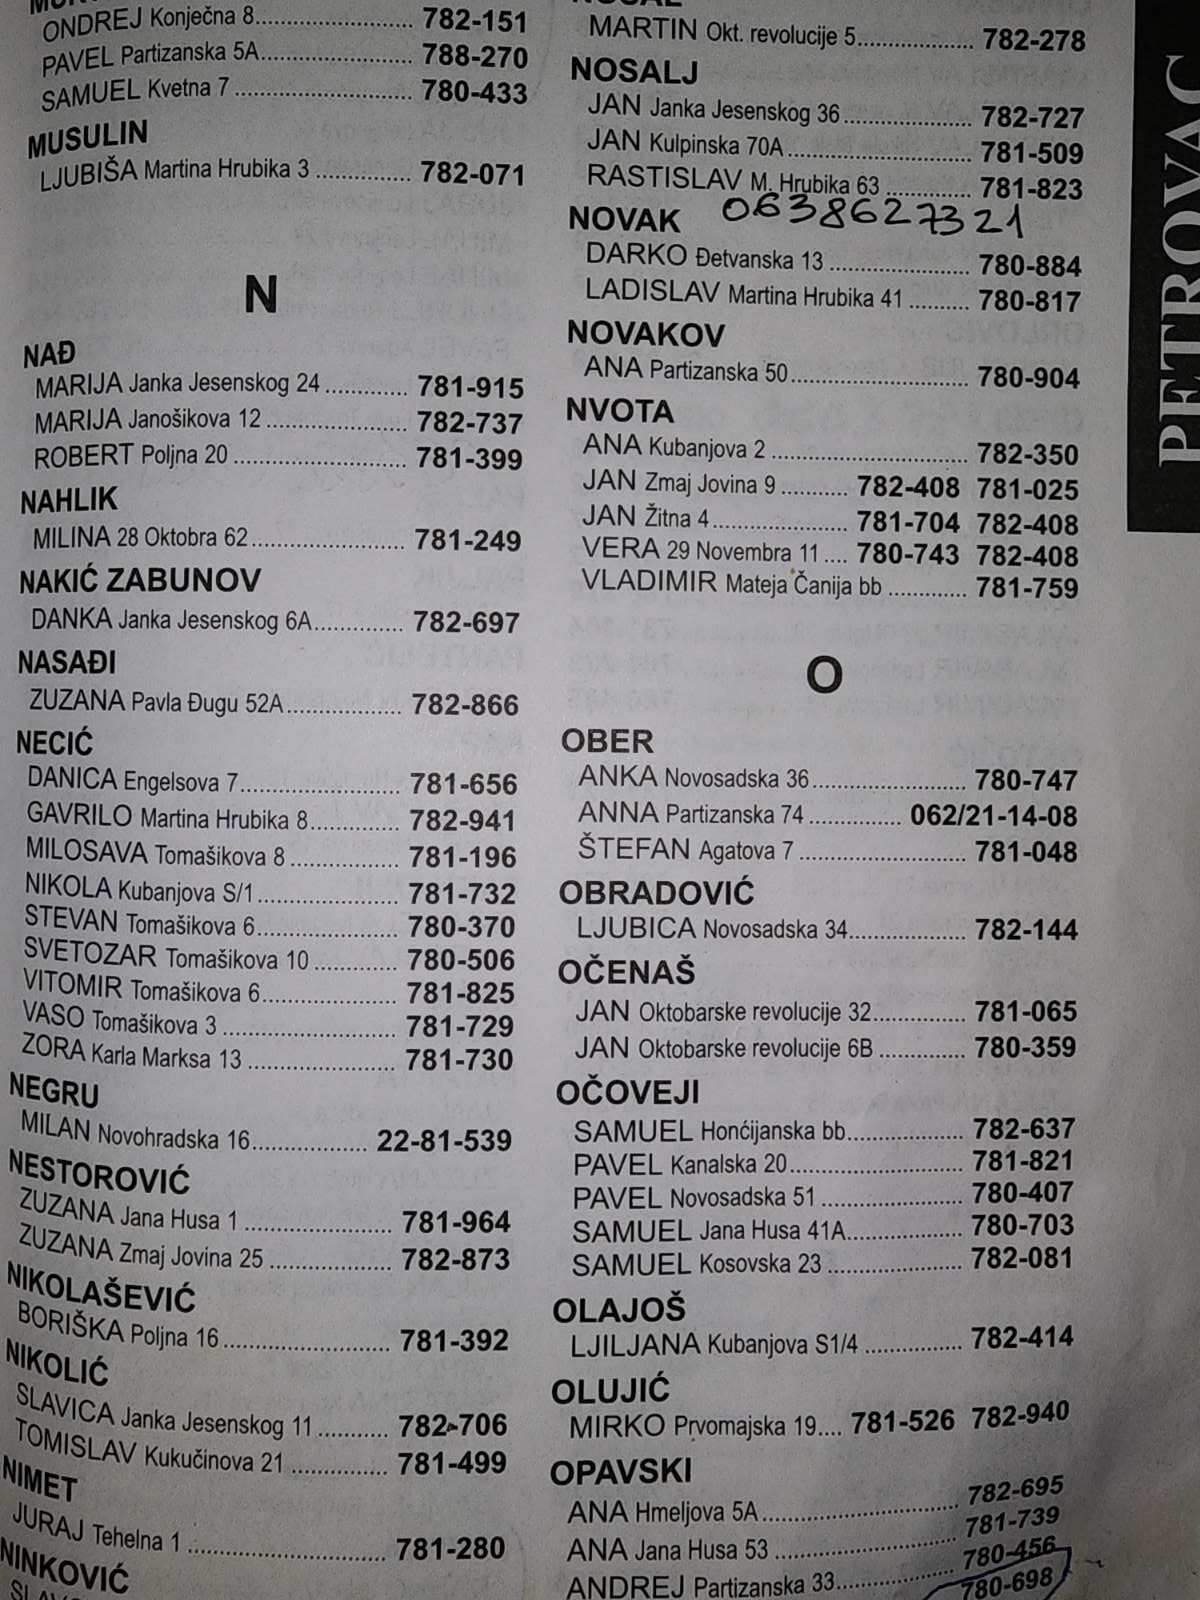 ONDREJ Konječna 8 ........ 782-151
PAVEL Partizanska 5A ........ 788-270
SAMUEL Kvetna 7 ........ 780-433
MUSULIN
LJUBIŠA Martina Hrubika 3 ........ 782-071
N
NAĐ
MARIJA Janka Jesenskog 24 ........ 781-915
MARIJA Janošikova 12 ........ 782-737
ROBERT Poljna 20 ........ 781-399
NAHLIK
MILINA 28 Oktobra 62 ........ 781-249
NAKIĆ ZABUNOV
DANKA Janka Jesenskog 6A ........ 782-697
NASAĐI
ZUZANA Pavla Đugu 52A ........ 782-866
NECIĆ
DANICA Engelsova 7 ........ 781-656
GAVRILO Martina Hrubika 8 ........ 782-941
MILOSAVA Tomašikova 8 ........ 781-196
NIKOLA Kubanjova S/1 ........ 781-732
STEVAN Tomašikova 6 ........ 780-370
SVETOZAR Tomašikova 10 ........ 780-506
VITOMIR Tomašikova 6 ........ 781-825
VASO Tomašikova 3 ........ 781-729
ZORA Karla Marksa 13 ........ 781-730
NEGRU
MILAN Novohradska 16 ........ 22-81-539
NESTOROVIĆ
ZUZANA Jana Husa 1 ........ 781-964
ZUZANA Zmaj Jovina 25 ........ 782-873
NIKOLAŠEVIĆ
BORIŠKA Poljna 16 ........ 781-392
NIKOLIĆ
SLAVICA Janka Jesenskog 11 ........ 782-706
TOMISLAV Kukučinova 21 ........ 781-499
NIMET
JURAJ Tehelna 1 ........ 781-280
NINKOVIĆ
MARTIN Okt. revolucije 5 ........ 782-278
NOSALJ
JAN Janka Jesenskog 36 ........ 782-727
JAN Kulpinska 70A ........ 781-509
RASTISLAV M. Hrubika 63 ........ 781-823
NOVAK 0638627321
DARKO Đetvanska 13 ........ 780-884
LADISLAV Martina Hrubika 41 ........ 780-817
NOVAKOV
ANA Partizanska 50 ........ 780-904
NVOTA
ANA Kubanjova 2 ........ 782-350
JAN Zmaj Jovina 9 ........ 782-408 781-025
JAN Žitna 4 ........ 781-704 782-408
VERA 29 Novembra 11 .... 780-743 782-408
VLADIMIR Mateja Čanija bb ........ 781-759
O
OBER
ANKA Novosadska 36 ........ 780-747
ANNA Partizanska 74 ........ 062/21-14-08
ŠTEFAN Agatova 7 ........ 781-048
OBRADOVIĆ
LJUBICA Novosadska 34 ........ 782-144
OČENAŠ
JAN Oktobarske revolucije 32 ........ 781-065
JAN Oktobarske revolucije 6B ........ 780-359
OČOVEJI
SAMUEL Honćijanska bb ........ 782-637
PAVEL Kanalska 20 ........ 781-821
PAVEL Novosadska 51 ........ 780-407
SAMUEL Jana Husa 41A ........ 780-703
SAMUEL Kosovska 23 ........ 782-081
OLAJOŠ
LJILJANA Kubanjova S1/4 ........ 782-414
OLUJIĆ
MIRKO Prvomajska 19 .... 781-526 782-940
OPAVSKI
ANA Hmeljova 5A ........ 782-695
ANA Jana Husa 53 ........ 781-739
ANDREJ Partizanska 33 ........ 780-456
780-698
PETROVAC